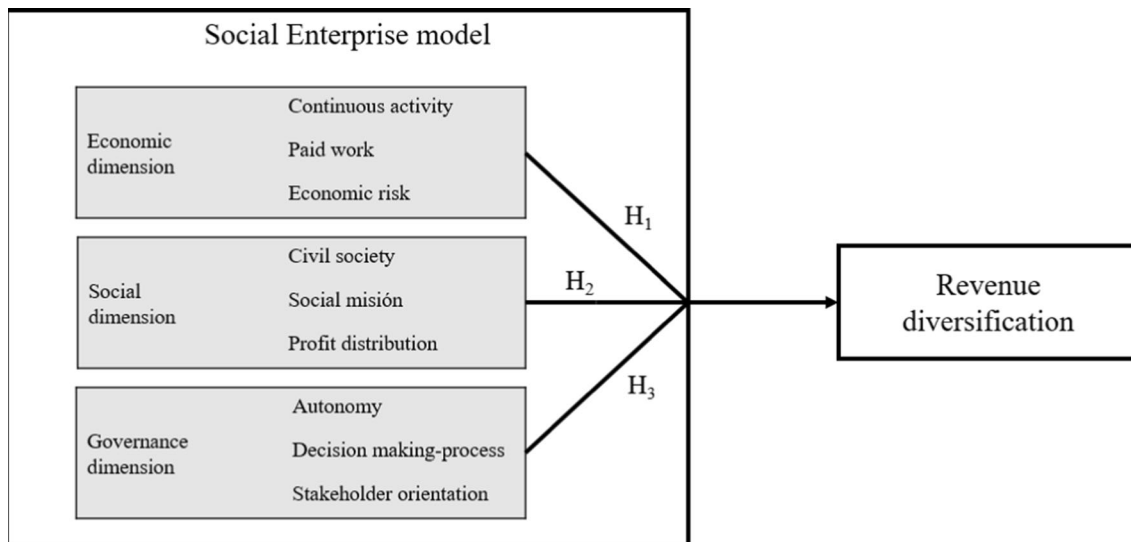 Social Enterprise model
Economic
dimension
Continuous activity
Paid work
Economic risk
H₁
Social
dimension
Civil society
Social misión
Profit distribution
H₂
Governance
dimension
Autonomy
Decision making-process
Stakeholder orientation
H₃
Revenue
diversification